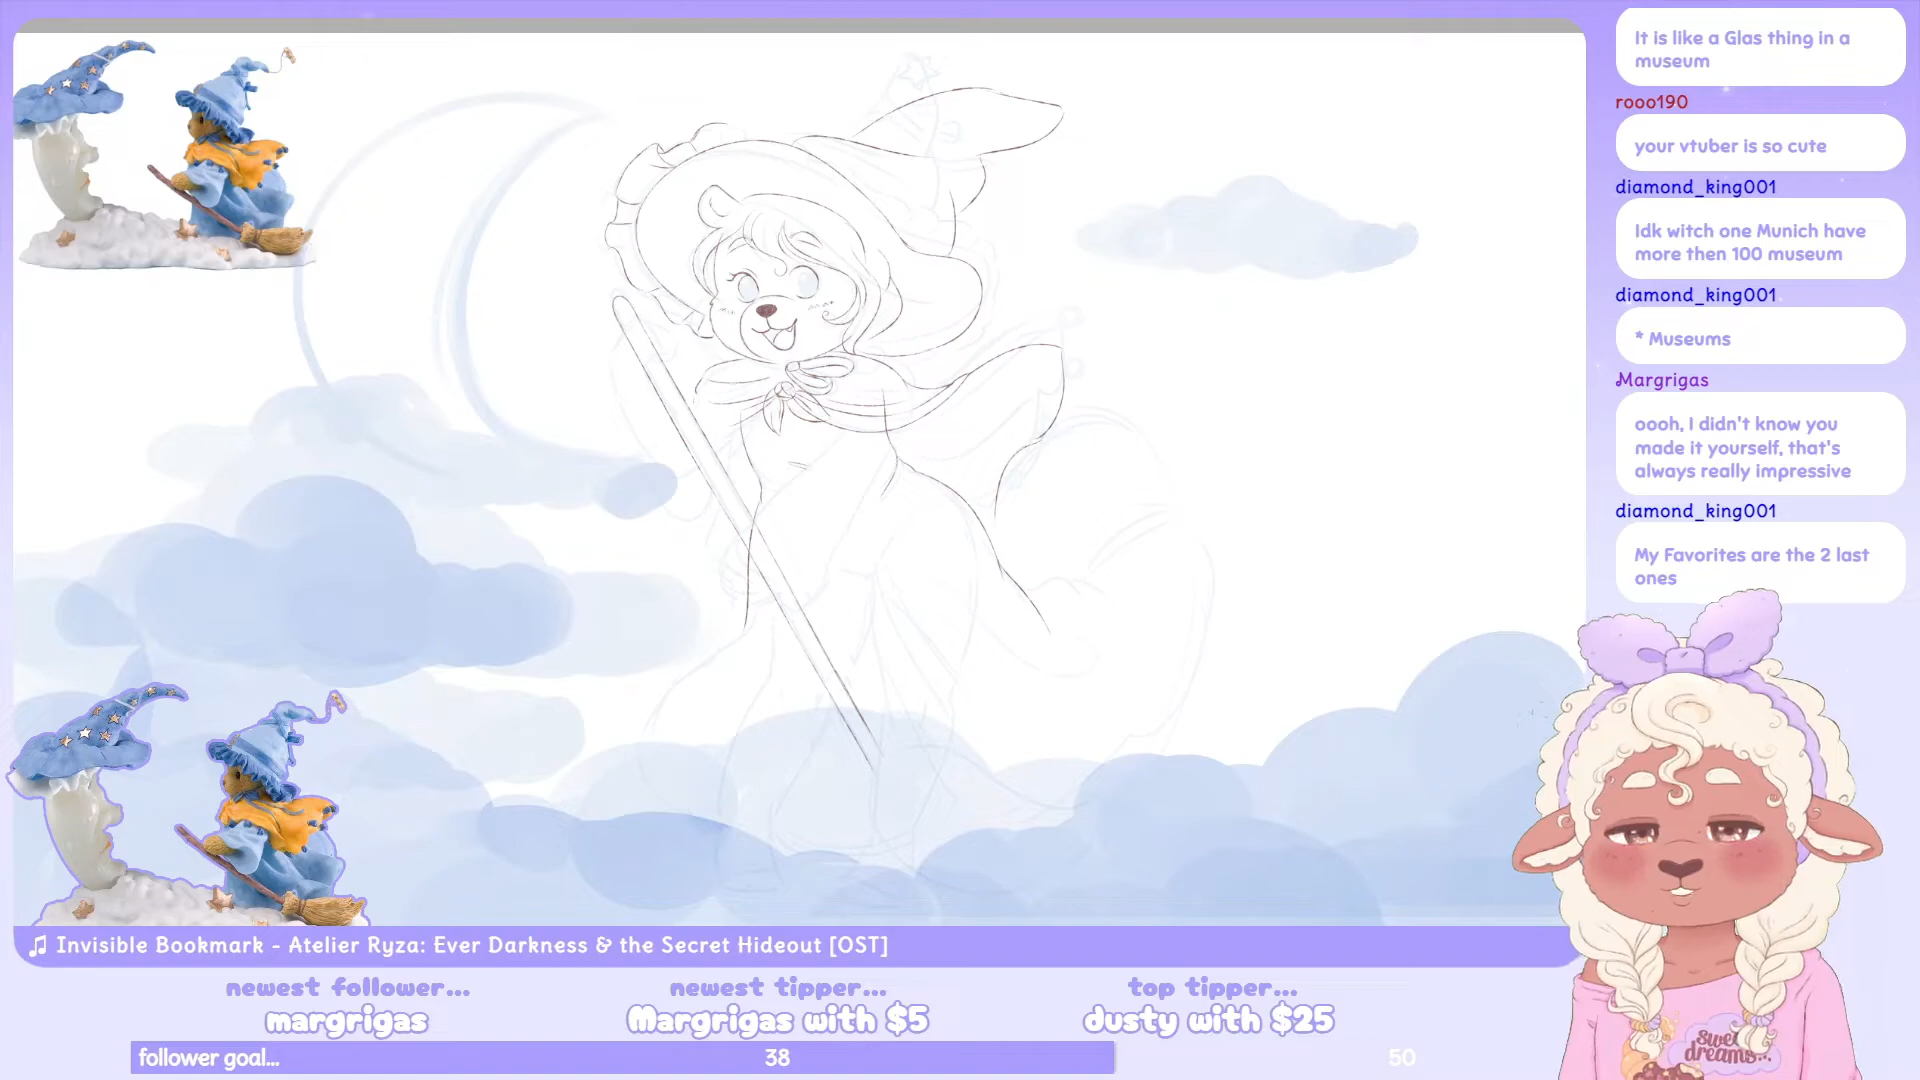 It is like a Glas thing in a
museum
rooo190
your vtuber is so cute
diamond_king001
Idk witch one Munich have
more then 100 museum
diamond_king001
* Museums
Margrigas
oooh, I didn't know you
made it yourself, that's
always really impressive
diamond_king001
My Favorites are the 2 last
ones
sweet
dreams...
♫ Invisible Bookmark - Atelier Ryza: Ever Darkness & the Secret Hideout [OST]
newest follower...
margrigas
newest tipper...
Margrigas with $5
top tipper...
dusty with $25
follower goal...
38
50